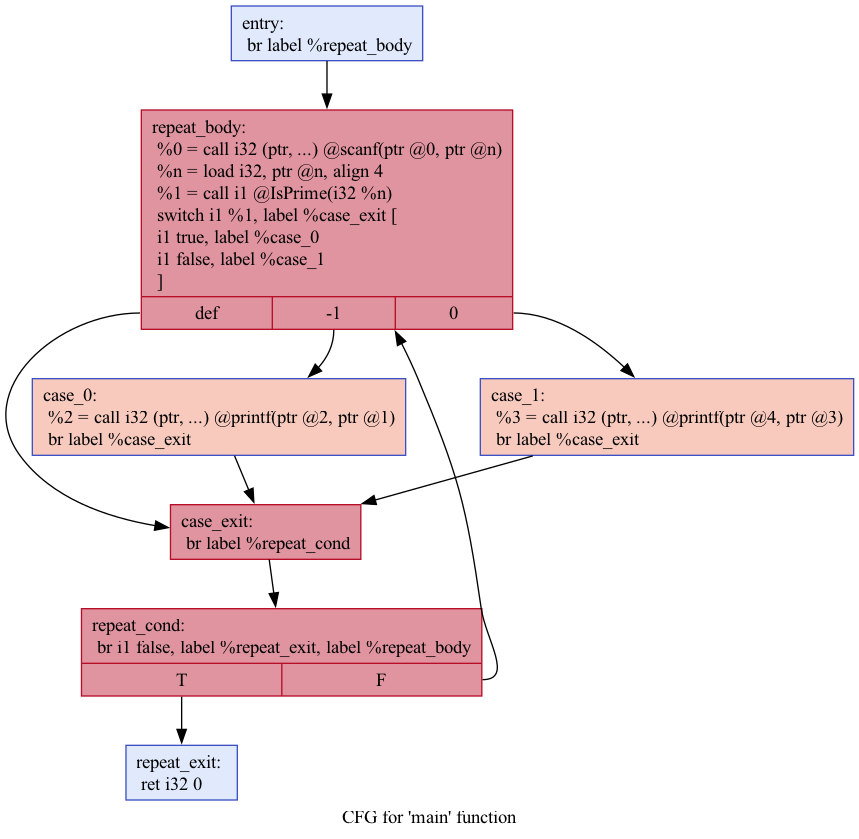 entry:
br label %repeat_body
repeat_body:
%0 = call i32 (ptr, ...) @scanf(ptr @0, ptr @n)
%n = load i32, ptr @n, align 4
%1 = call i1 @IsPrime(i32 %n)
switch i1 %1, label %case_exit [
i1 true, label %case_0
i1 false, label %case_1
]
def -1 0
case_0:
%2 = call i32 (ptr, ...) @printf(ptr @2, ptr @1)
br label %case_exit
case_1:
%3 = call i32 (ptr, ...) @printf(ptr @4, ptr @3)
br label %case_exit
case_exit:
br label %repeat_cond
repeat_cond:
br i1 false, label %repeat_exit, label %repeat_body
T F
repeat_exit:
ret i32 0
CFG for 'main' function